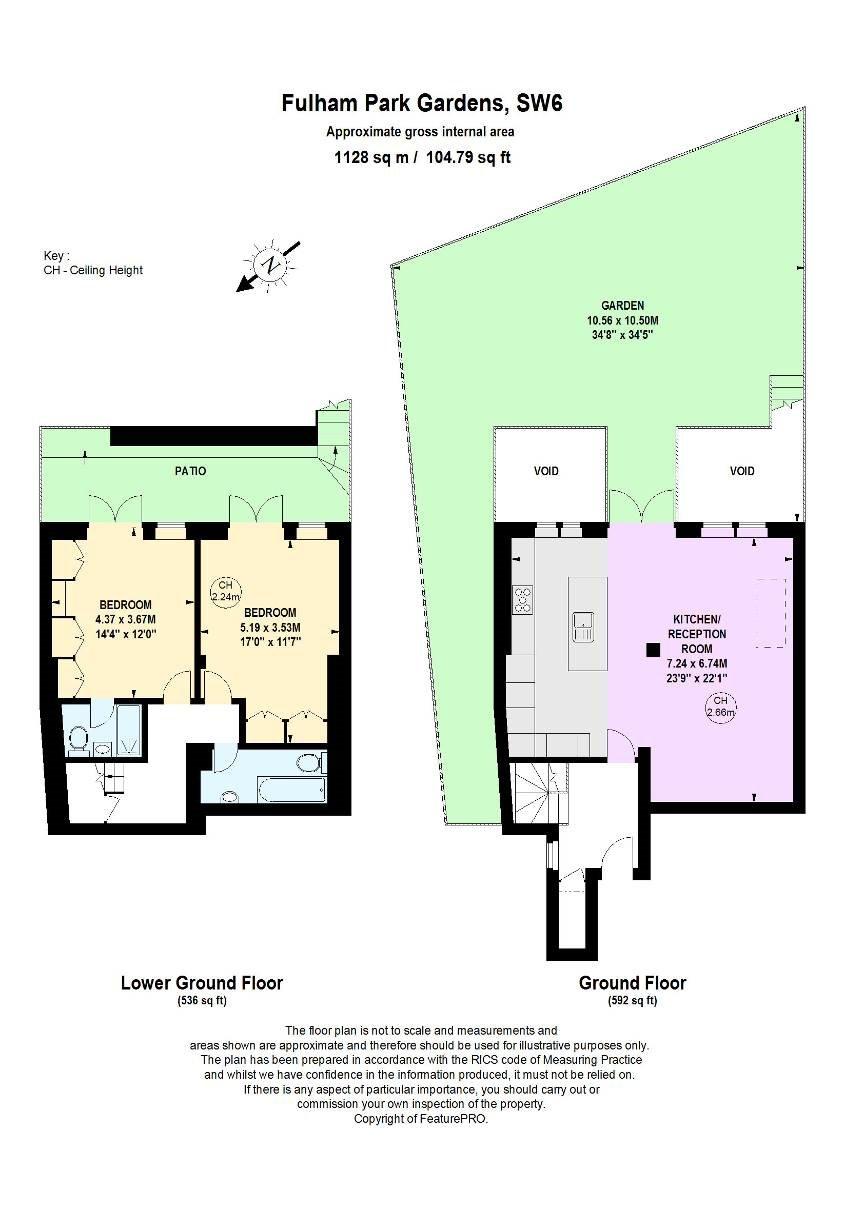 Fulham Park Gardens, SW6
Approximate gross internal area
1128 sq m / 104.79 sq ft
Key :
CH - Ceiling Height
N
GARDEN
10.56 x 10.50M
34'8" x 34'5"
PATIO
VOID
VOID
BEDROOM
4.37 x 3.67M
14'4" x 12'0"
CH
2.24m
BEDROOM
5.19 x 3.53M
17'0" x 11'7"
KITCHEN/
RECEPTION
ROOM
7.24 x 6.74M
23'9" x 22'1"
CH
2.66m
Lower Ground Floor
(536 sq ft)
Ground Floor
(592 sq ft)
The floor plan is not to scale and measurements and
areas shown are approximate and therefore should be used for illustrative purposes only.
The plan has been prepared in accordance with the RICS code of Measuring Practice
and whilst we have confidence in the information produced, it must not be relied on.
If there is any aspect of particular importance, you should carry out or
commission your own inspection of the property.
Copyright of FeaturePRO.